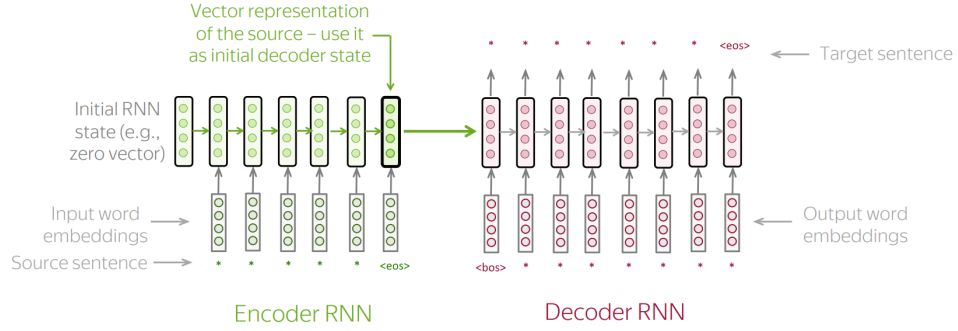 Vector representation
of the source – use it
as initial decoder state
* * * * * * * <eos>
Target sentence
Initial RNN
state (e.g.,
zero vector)
Input word
embeddings
Output word
embeddings
Source sentence
* * * * * <eos>
<bos> * * * * * * *
Encoder RNN
Decoder RNN